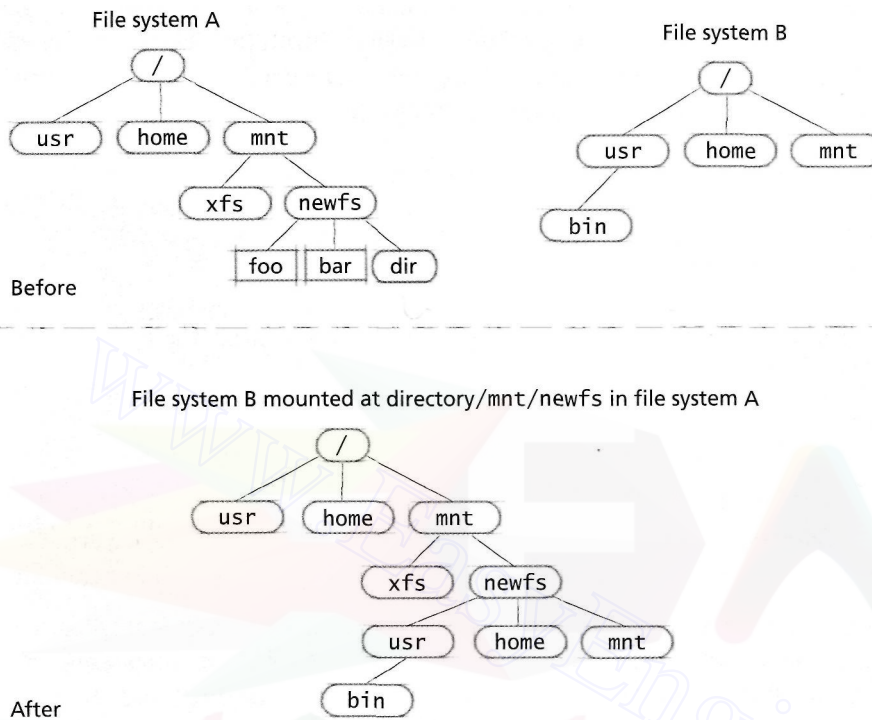 File system A
File system B
/
/
usr home mnt
usr home mnt
xfs newfs
bin
foo bar dir
Before
File system B mounted at directory/mnt/newfs in file system A
/
usr home mnt
xfs newfs
usr home mnt
bin
After